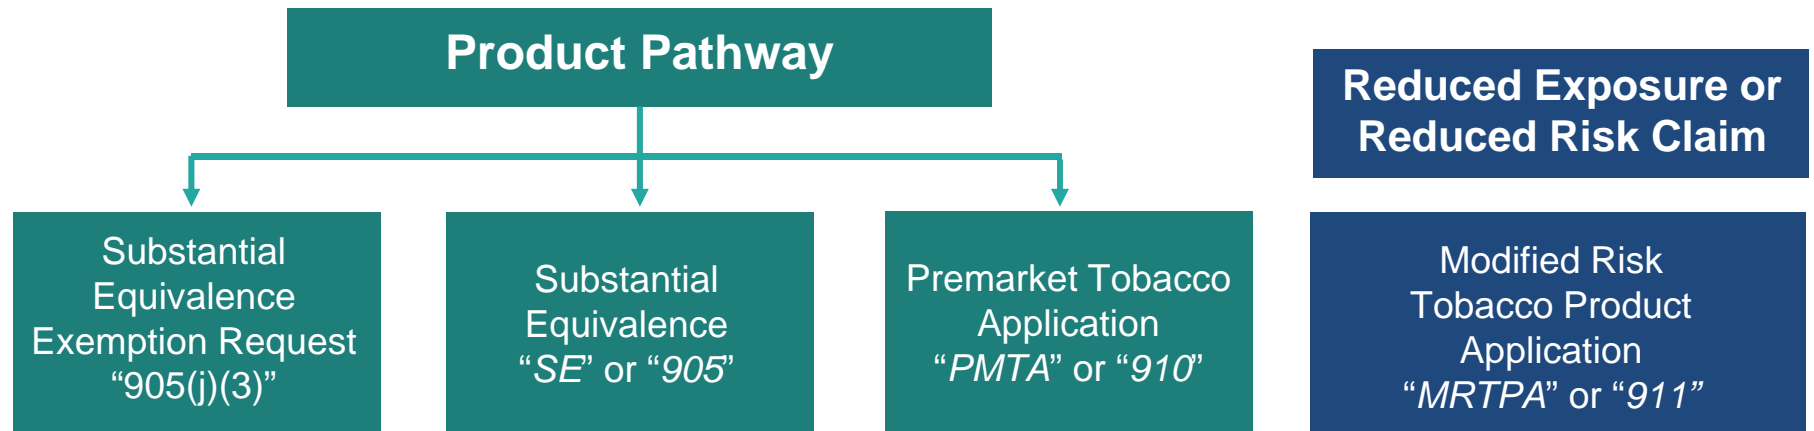 Product Pathway
Reduced Exposure or
Reduced Risk Claim
Substantial
Equivalence
Exemption Request
“905(j)(3)”
Substantial
Equivalence
“SE” or “905”
Premarket Tobacco
Application
“PMTA” or “910”
Modified Risk
Tobacco Product
Application
“MRTPA” or “911”